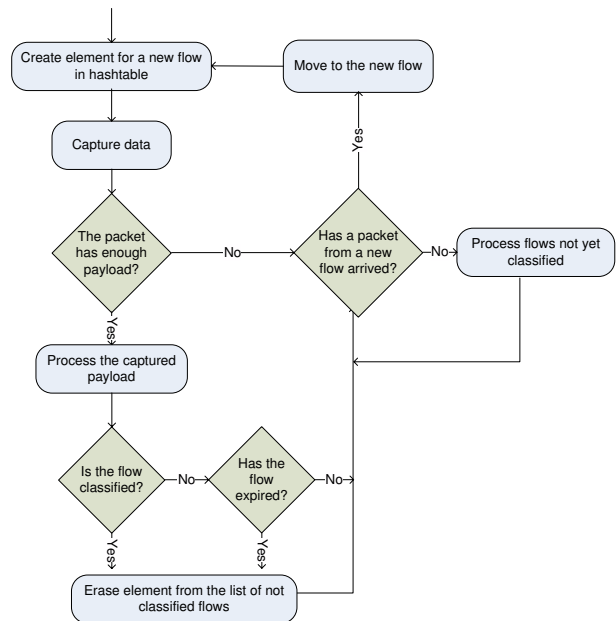 Create element for a new flow
in hashtable
Move to the new flow
Yes
Capture data
The packet
has enough
payload?
No
Has a packet
from a new
flow arrived?
No
Process flows not yet
classified
Yes
Process the captured
payload
Is the flow
classified?
No
Has the
flow
expired?
No
Yes
Yes
Erase element from the list of not
classified flows